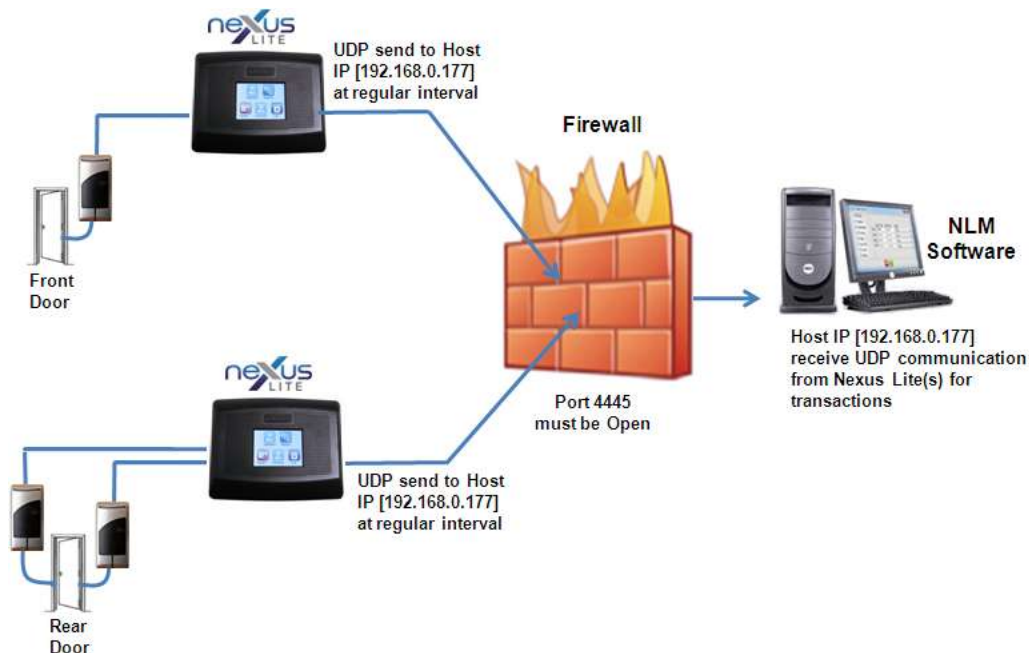 neXus
LITE
UDP send to Host
IP [192.168.0.177]
at regular interval
Firewall
NLM
Software
Front
Door
Host IP [192.168.0.177]
receive UDP communication
from Nexus Lite(s) for
transactions
neXus
LITE
Port 4445
must be Open
UDP send to Host
IP [192.168.0.177]
at regular interval
Rear
Door